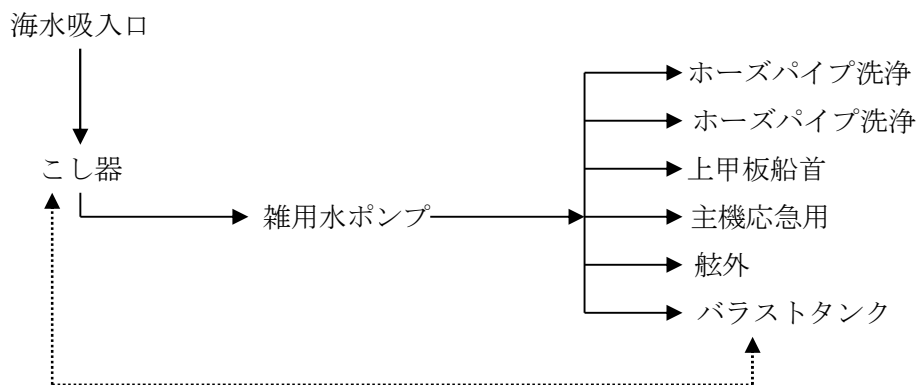 海水吸入口
ホーズパイプ洗浄
ホーズパイプ洗浄
こし器
上甲板船首
雑用水ポンプ
主機応急用
舷外
バラストタンク